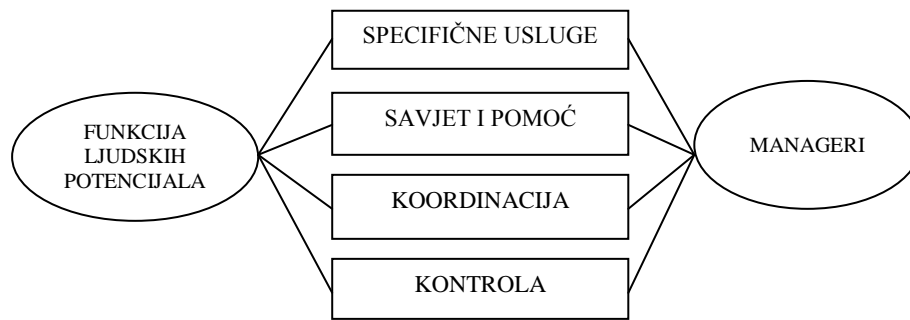 SPECIFIČNE USLUGE
SAVJET I POMOĆ
FUNKCIJA
LJUDSKIH
POTENCIJALA
MANAGERI
KOORDINACIJA
KONTROLA